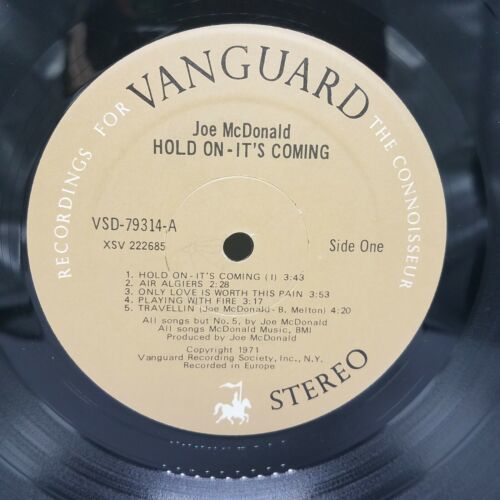 RECORDINGS FOR VANGUARD THE CONNOISSEUR
Joe McDonald
HOLD ON - IT'S COMING
VSD-79314-A
XSV 222685
Side One
1. HOLD ON - IT'S COMING (1) 3:43
2. AIR ALGIERS 2:28
3. ONLY LOVE IS WORTH THIS PAIN 3:53
4. PLAYING WITH FIRE 3:17
5. TRAVELLIN (Joe McDonald - B. Melton) 4:20
All songs but No. 5, by Joe McDonald
All songs McDonald Music, BMI
Produced by Joe McDonald
Copyright 1971
Vanguard Recording Society, Inc., N.Y.
Recorded in Europe
STEREO